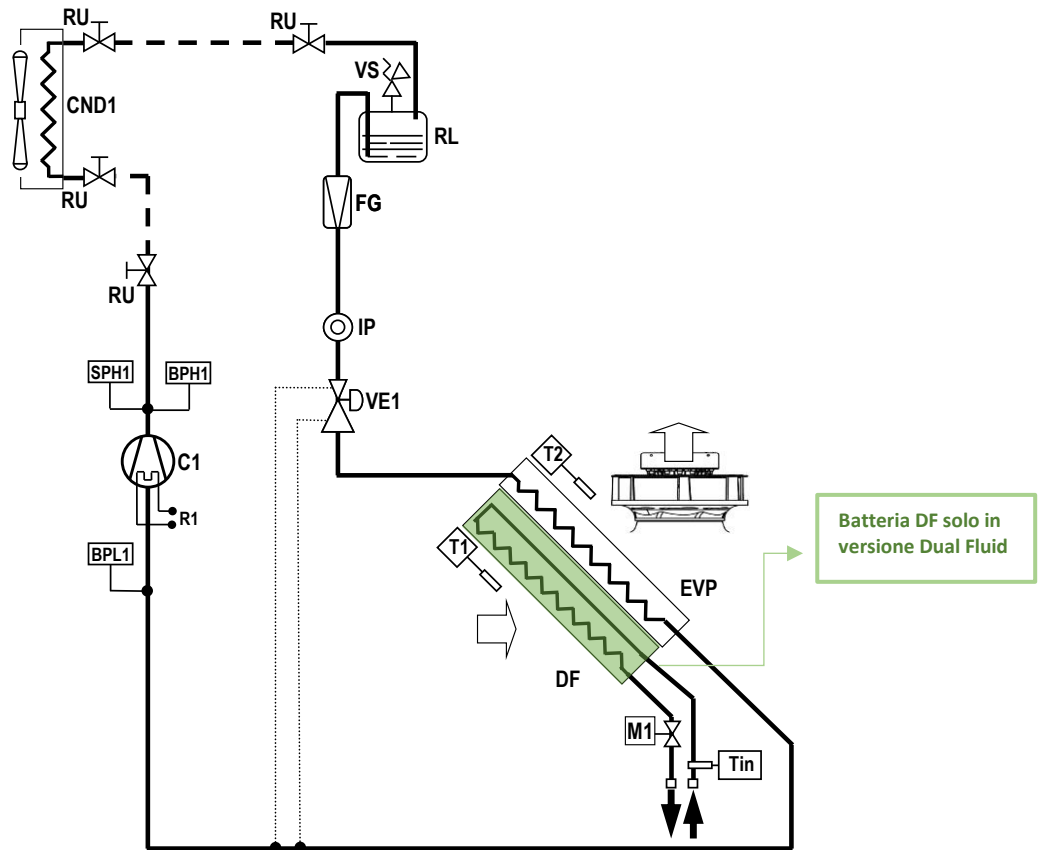 RU
RU
VS
CND1
RL
RU
FG
RU
IP
SPH1
BPH1
VE1
C1
T2
R1
Batteria DF solo in
versione Dual Fluid
T1
BPL1
EVP
DF
M1
Tin